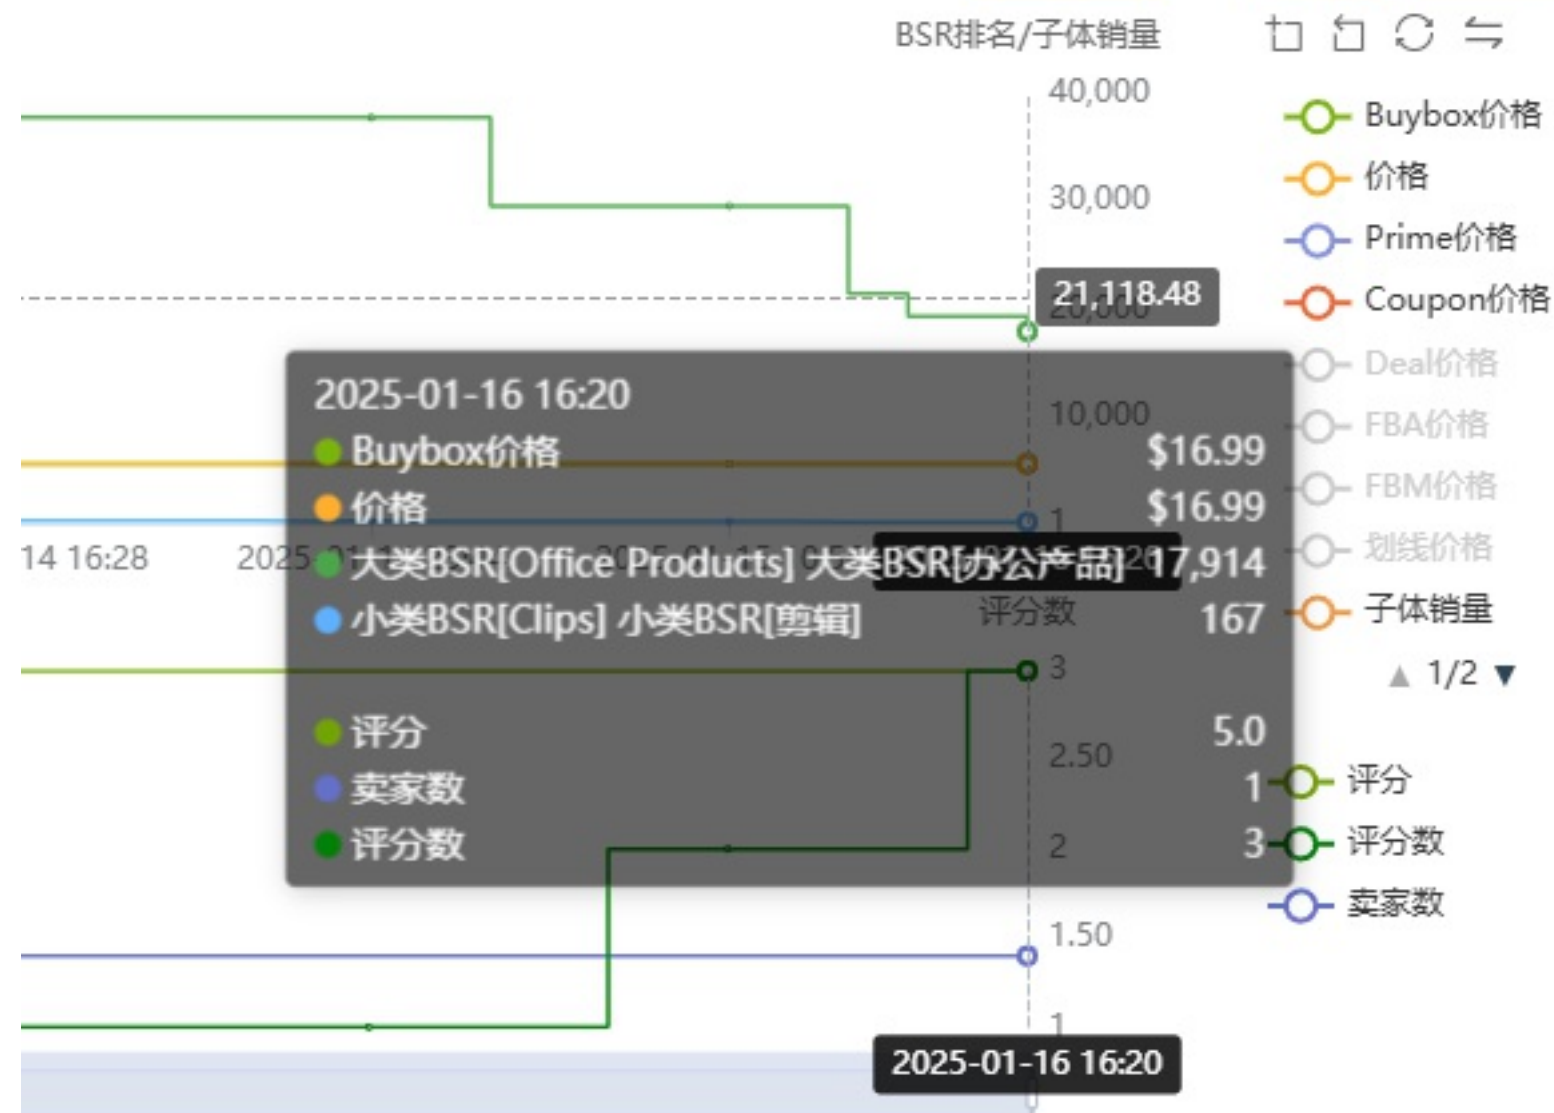 BSR排名/子体销量
40,000
30,000
21,118.48
20,000
10,000
1
Buybox价格
价格
Prime价格
Coupon价格
Deal价格
FBA价格
FBM价格
划线价格
子体销量
▲ 1/2 ▼
评分
评分数
卖家数
2025-01-16 16:20
Buybox价格 $16.99
价格 $16.99
大类BSR[Office Products] 大类BSR[办公产品] 17,914
小类BSR[Clips] 小类BSR[剪辑] 167
评分 5.0
卖家数 1
评分数 3
14 16:28
评分数
3
2.50
2
1.50
1
2025-01-16 16:20